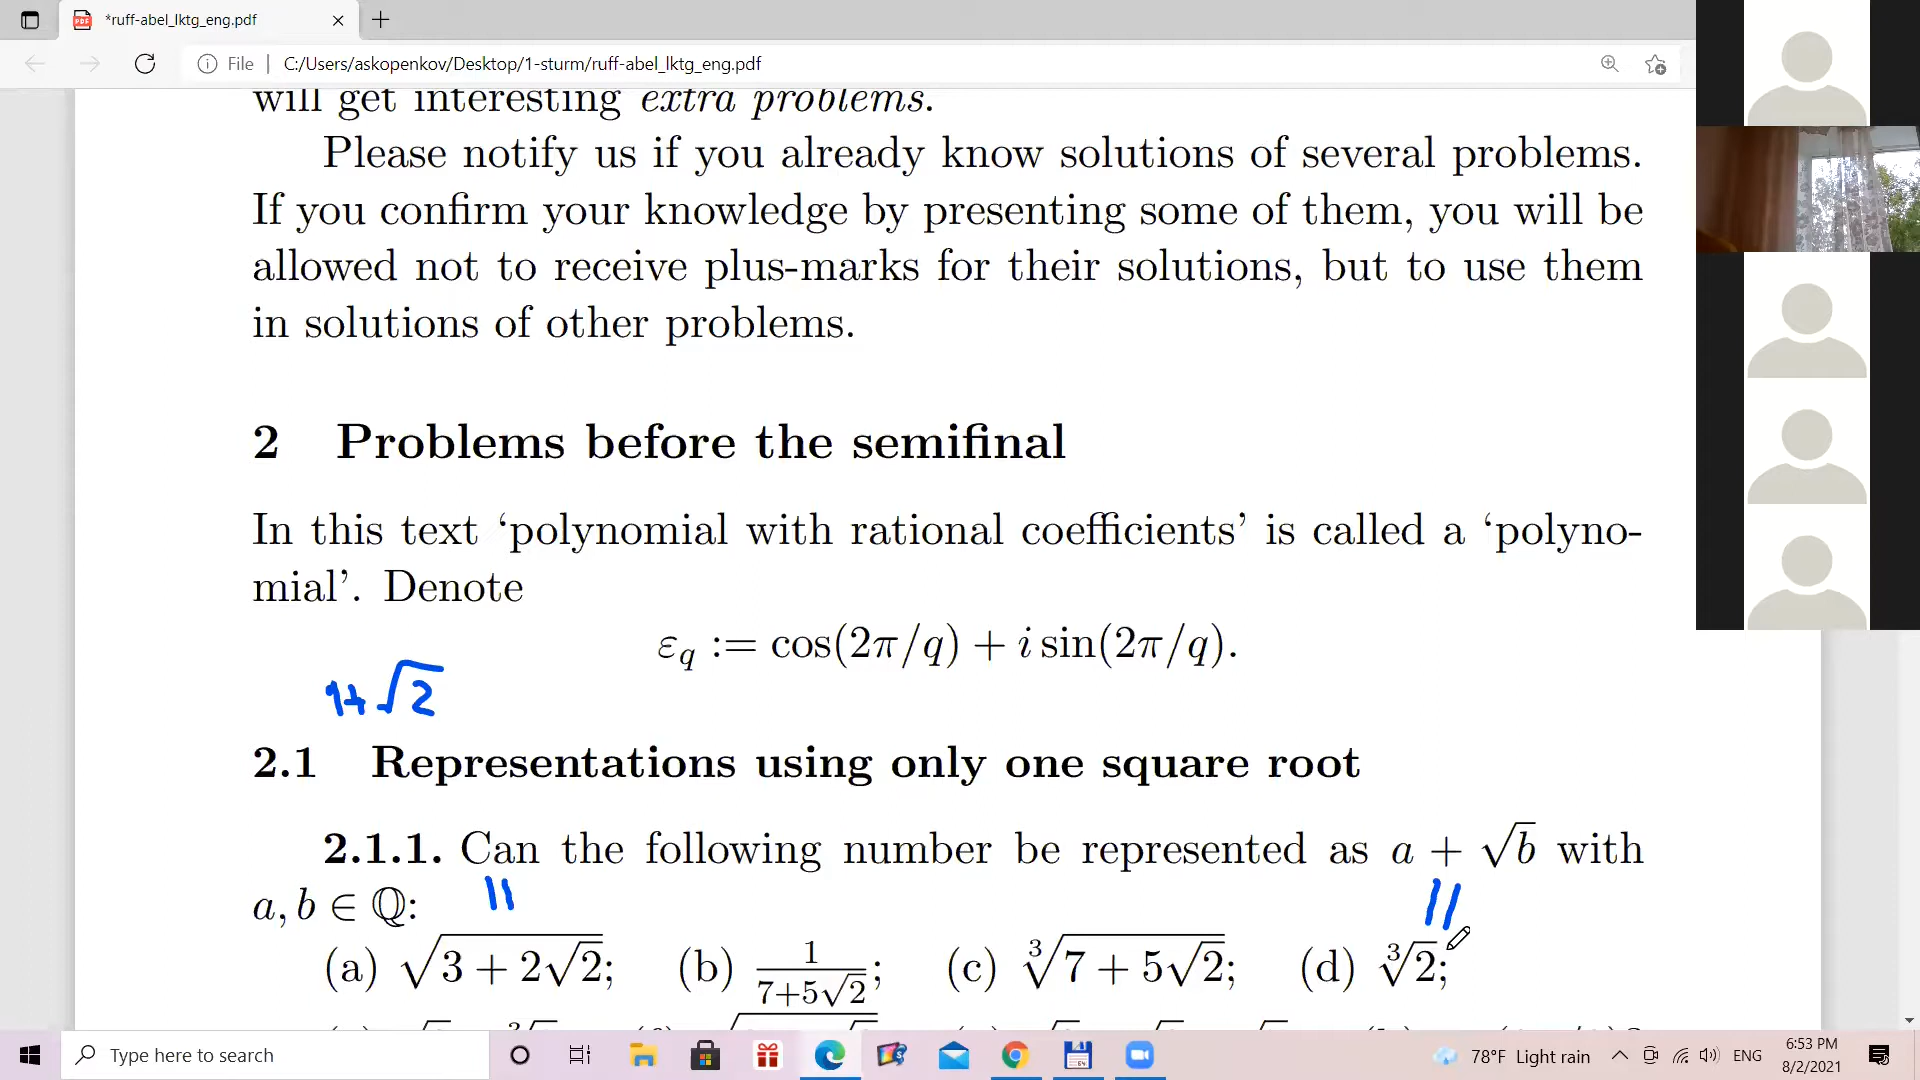 *ruff-abel_lktg_eng.pdf
File | C:/Users/askopenkov/Desktop/1-sturm/ruff-abel_lktg_eng.pdf
will get interesting extra problems.
Please notify us if you already know solutions of several problems.
If you confirm your knowledge by presenting some of them, you will be
allowed not to receive plus-marks for their solutions, but to use them
in solutions of other problems.
2 Problems before the semifinal
In this text ‘polynomial with rational coefficients’ is called a ‘polyno-
mial’. Denote
ε_q := cos(2π/q) + i sin(2π/q).
1+√2
2.1 Representations using only one square root
2.1.1. Can the following number be represented as a + √b with
a, b ∈ ℚ:
(a) √(3 + 2√2); (b) 1/(7+5√2); (c) ∛(7 + 5√2); (d) ∛2;
Type here to search
78°F Light rain
ENG
6:53 PM
8/2/2021